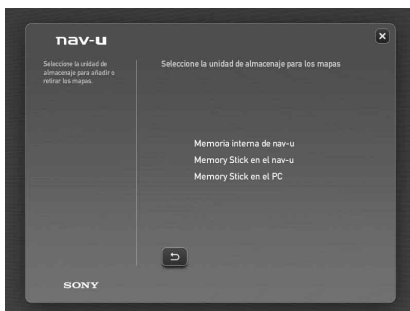 nav-u
Seleccione la unidad de
almacenaje para añadir o
retirar los mapas.
Seleccione la unidad de almacenaje para los mapas
Memoria interna de nav-u
Memory Stick en el nav-u
Memory Stick en el PC
SONY